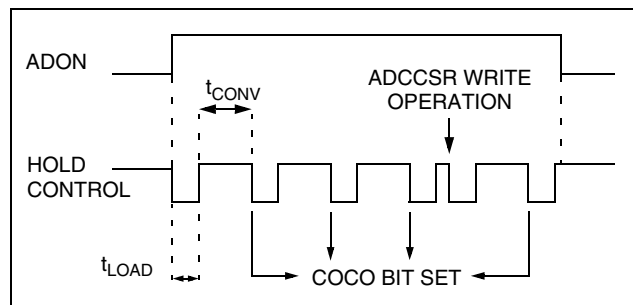 ADON
tCONV
ADCCSR WRITE
OPERATION
HOLD
CONTROL
tLOAD
COCO BIT SET